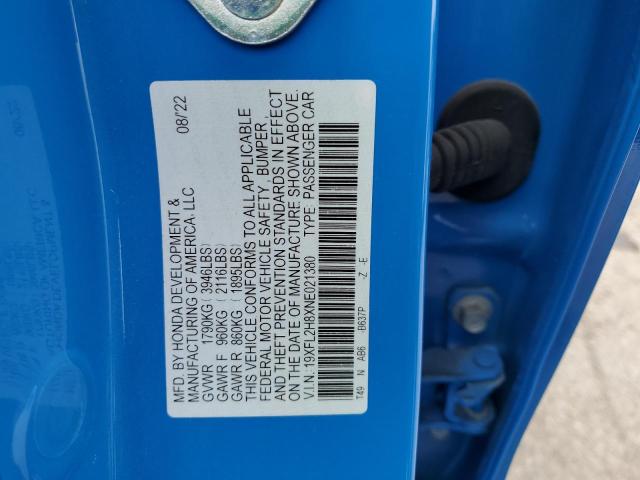 08/'22
MFD. BY HONDA DEVELOPMENT &
MANUFACTURING OF AMERICA, LLC
GVWR 1790KG (3946LBS)
GAWR F 960KG (2116LBS)
GAWR R 860KG (1895LBS)
THIS VEHICLE CONFORMS TO ALL APPLICABLE
FEDERAL MOTOR VEHICLE SAFETY, BUMPER,
AND THEFT PREVENTION STANDARDS IN EFFECT
ON THE DATE OF MANUFACTURE SHOWN ABOVE.
V.I.N: 19XFL2H8XNE021380 TYPE: PASSENGER CAR
T49 N AB6 -B637P -Z -E